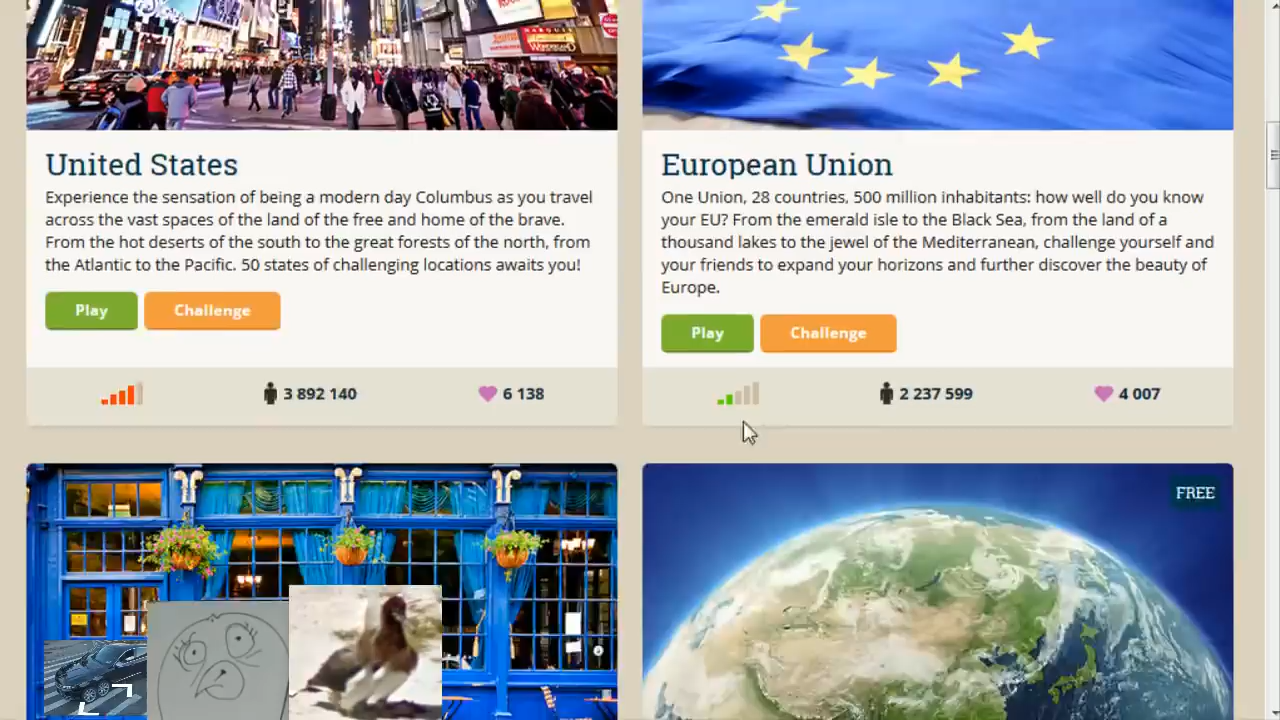 United States
Experience the sensation of being a modern day Columbus as you travel
across the vast spaces of the land of the free and home of the brave.
From the hot deserts of the south to the great forests of the north, from
the Atlantic to the Pacific. 50 states of challenging locations awaits you!
Play
Challenge
3 892 140
6 138
European Union
One Union, 28 countries, 500 million inhabitants: how well do you know
your EU? From the emerald isle to the Black Sea, from the land of a
thousand lakes to the jewel of the Mediterranean, challenge yourself and
your friends to expand your horizons and further discover the beauty of
Europe.
Play
Challenge
2 237 599
4 007
FREE